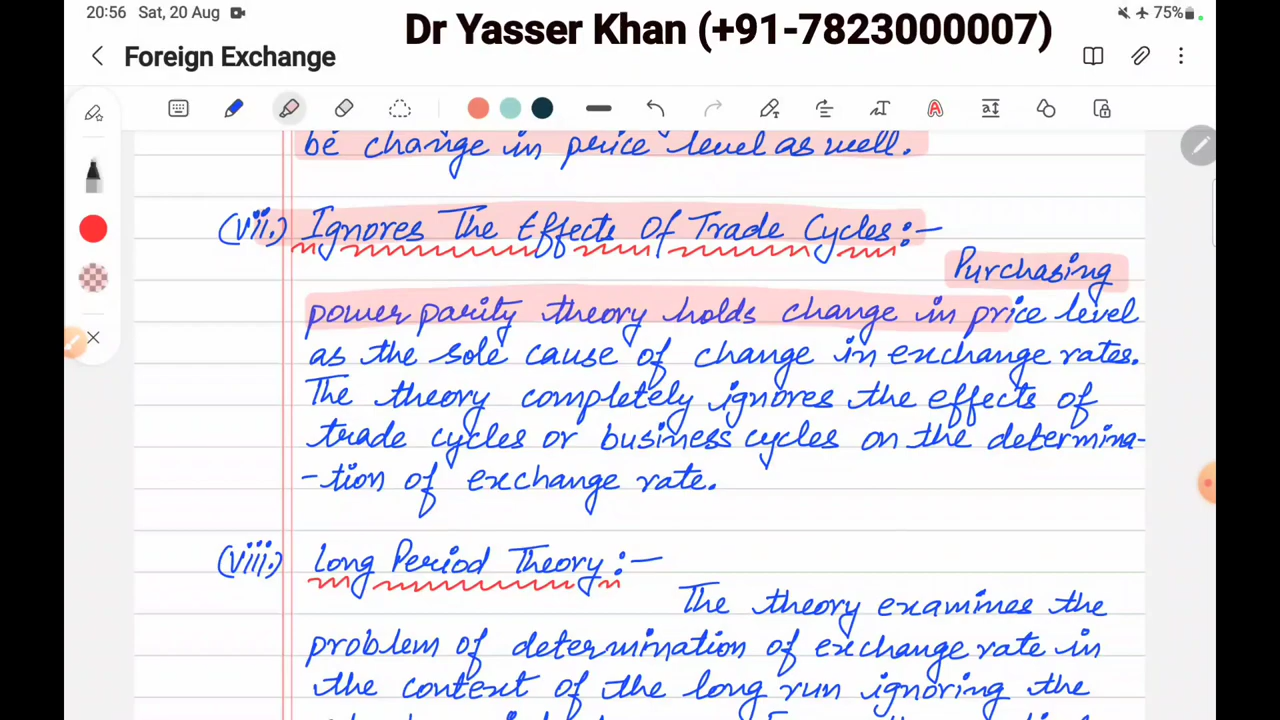 20:56 Sat, 20 Aug
75%
Dr Yasser Khan (+91-7823000007)
Foreign Exchange
be change in price level as well.
(vii.) Ignores The Effects Of Trade Cycles:-
Purchasing
power parity theory holds change in price level
as the sole cause of change in exchange rates.
The theory completely ignores the effects of
trade cycles or business cycles on the determina-
-tion of exchange rate.
(viii.) Long Period Theory:-
The theory examines the
problem of determination of exchange rate in
the context of the long run ignoring the